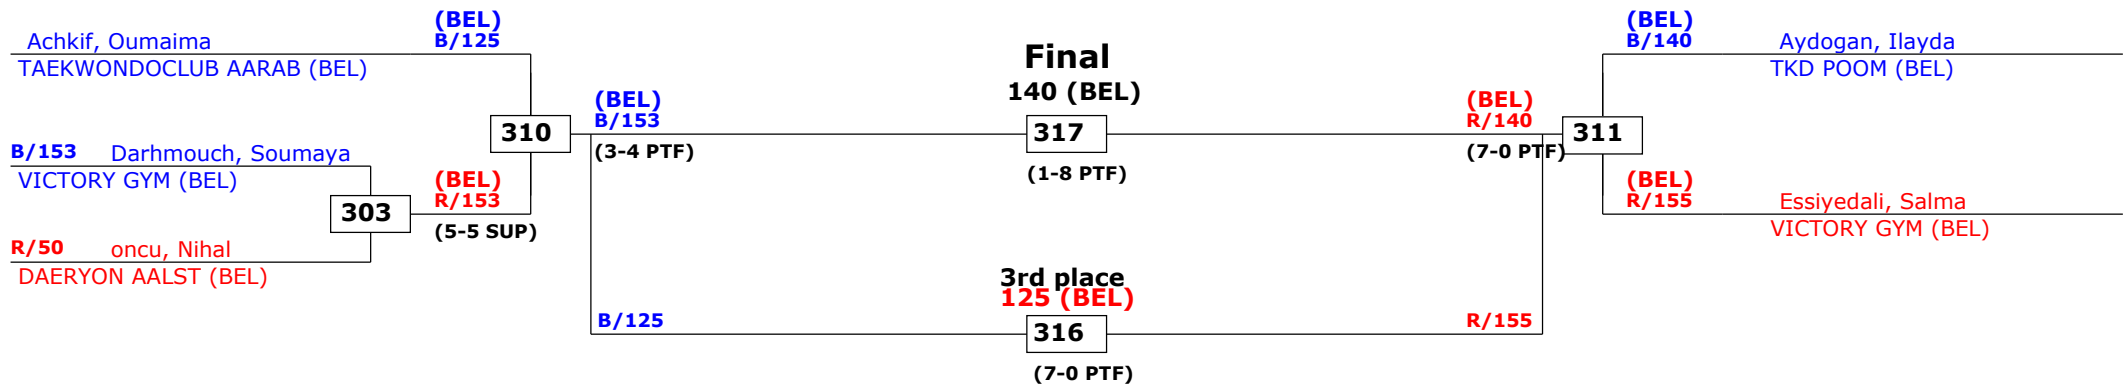 (BEL)
B/125
Achkif, Oumaima
TAEKWONDOCLUB AARAB (BEL)
B/153 Darhmouch, Soumaya
VICTORY GYM (BEL)
R/50 oncu, Nihal
DAERYON AALST (BEL)
303
(BEL)
R/153
(5-5 SUP)
310
(BEL)
B/153
(3-4 PTF)
Final
140 (BEL)
317
(1-8 PTF)
3rd place
125 (BEL)
B/125
316
R/155
(7-0 PTF)
(BEL)
R/140
(7-0 PTF)
311
(BEL)
B/140
Aydogan, Ilayda
TKD POOM (BEL)
(BEL)
R/155
Essiyedali, Salma
VICTORY GYM (BEL)